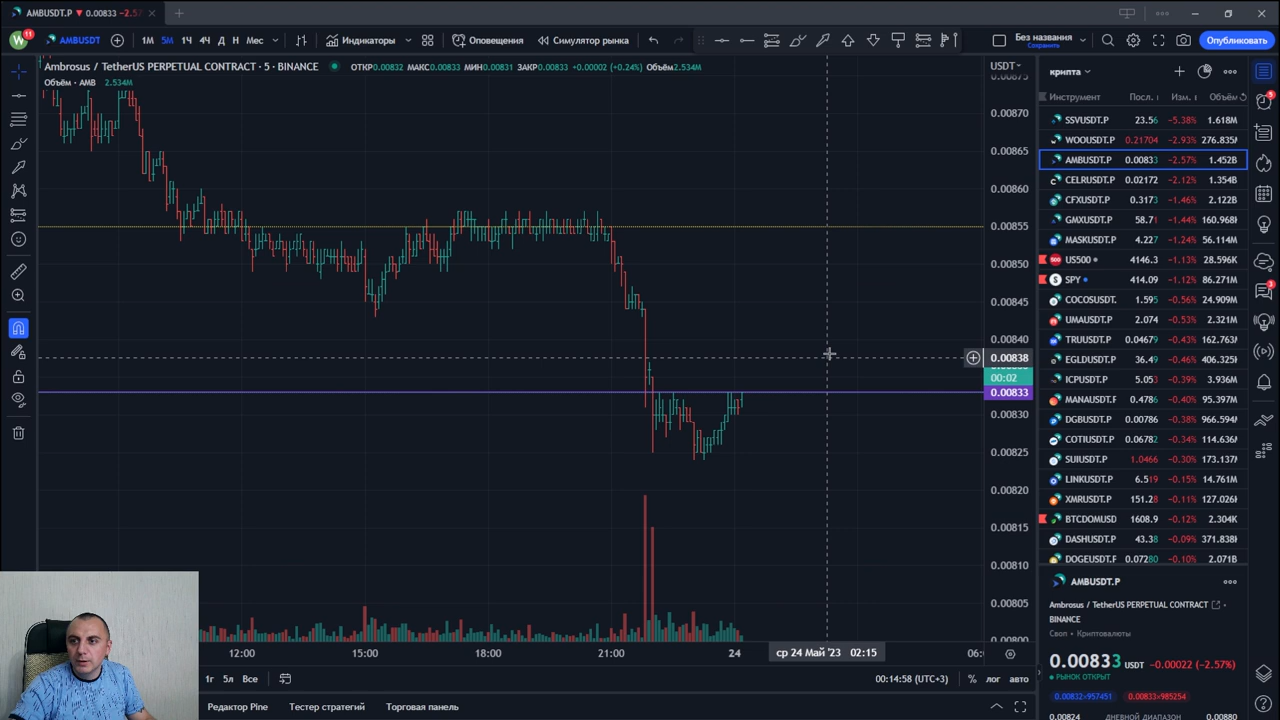 AMBUSDT.P ▼ 0.00833 −2.57
W 11 AMBUSDT 1М 5М 1Ч 4Ч Д Н Мес Индикаторы Оповещения Симулятор рынка Без названия Сохранить Опубликовать
Ambrosus / TetherUS PERPETUAL CONTRACT · 5 · BINANCE ОТКР0.00832 МАКС0.00833 МИН0.00831 ЗАКР0.00833 +0.00002 (+0.24%) Объём2.534M
Объём · AMB 2.534M
USDT
0.00875
0.00870
0.00865
0.00860
0.00855
0.00850
0.00845
0.00840
0.00838
00:02
0.00833
0.00830
0.00825
0.00820
0.00815
0.00810
0.00805
0.00800
12:00 15:00 18:00 21:00 24 ср 24 Май '23 02:15 06:0
1г 5л Все 00:14:58 (UTC+3) % лог авто
Редактор Pine Тестер стратегий Торговая панель
крипта
Инструмент Посл. Изм. Объём
SSVUSDT.P 23.56 −5.38% 1.618M
WOOUSDT.P 0.21704 −2.93% 276.835M
AMBUSDT.P 0.00833 −2.57% 1.452B
CELRUSDT.P 0.02172 −2.12% 1.354B
CFXUSDT.P 0.3173 −1.46% 2.122B
GMXUSDT.P 58.71 −1.44% 160.968K
MASKUSDT.P 4.227 −1.24% 56.114M
US500 4146.3 −1.13% 28.596K
SPY 414.09 −1.12% 86.271M
COCOSUSDT. 1.595 −0.56% 24.909M
UMAUSDT.P 2.074 −0.53% 2.321M
TRUUSDT.P 0.04679 −0.43% 162.763M
EGLDUSDT.P 36.49 −0.46% 406.325K
ICPUSDT.P 5.053 −0.39% 3.936M
MANAUSDT.P 0.4786 −0.40% 95.397M
DGBUSDT.P 0.00786 −0.38% 966.594M
COTIUSDT.P 0.06782 −0.34% 114.636M
SUIUSDT.P 1.0466 −0.30% 173.137M
LINKUSDT.P 6.519 −0.15% 14.761M
XMRUSDT.P 151.28 −0.11% 127.026K
BTCDOMUSD 1608.9 −0.12% 2.304K
DASHUSDT.P 43.38 −0.09% 371.838K
DOGEUSDT.P 0.07280 −0.10% 2.071B
5
3
AMBUSDT.P
Ambrosus / TetherUS PERPETUAL CONTRACT
BINANCE
Своп • Криптовалюты
0.00833 USDT −0.00022 (−2.57%)
РЫНОК ОТКРЫТ
0.00832×957451 0.00833×985254
0.00824 ДНЕВНОЙ ДИАПАЗОН 0.00880